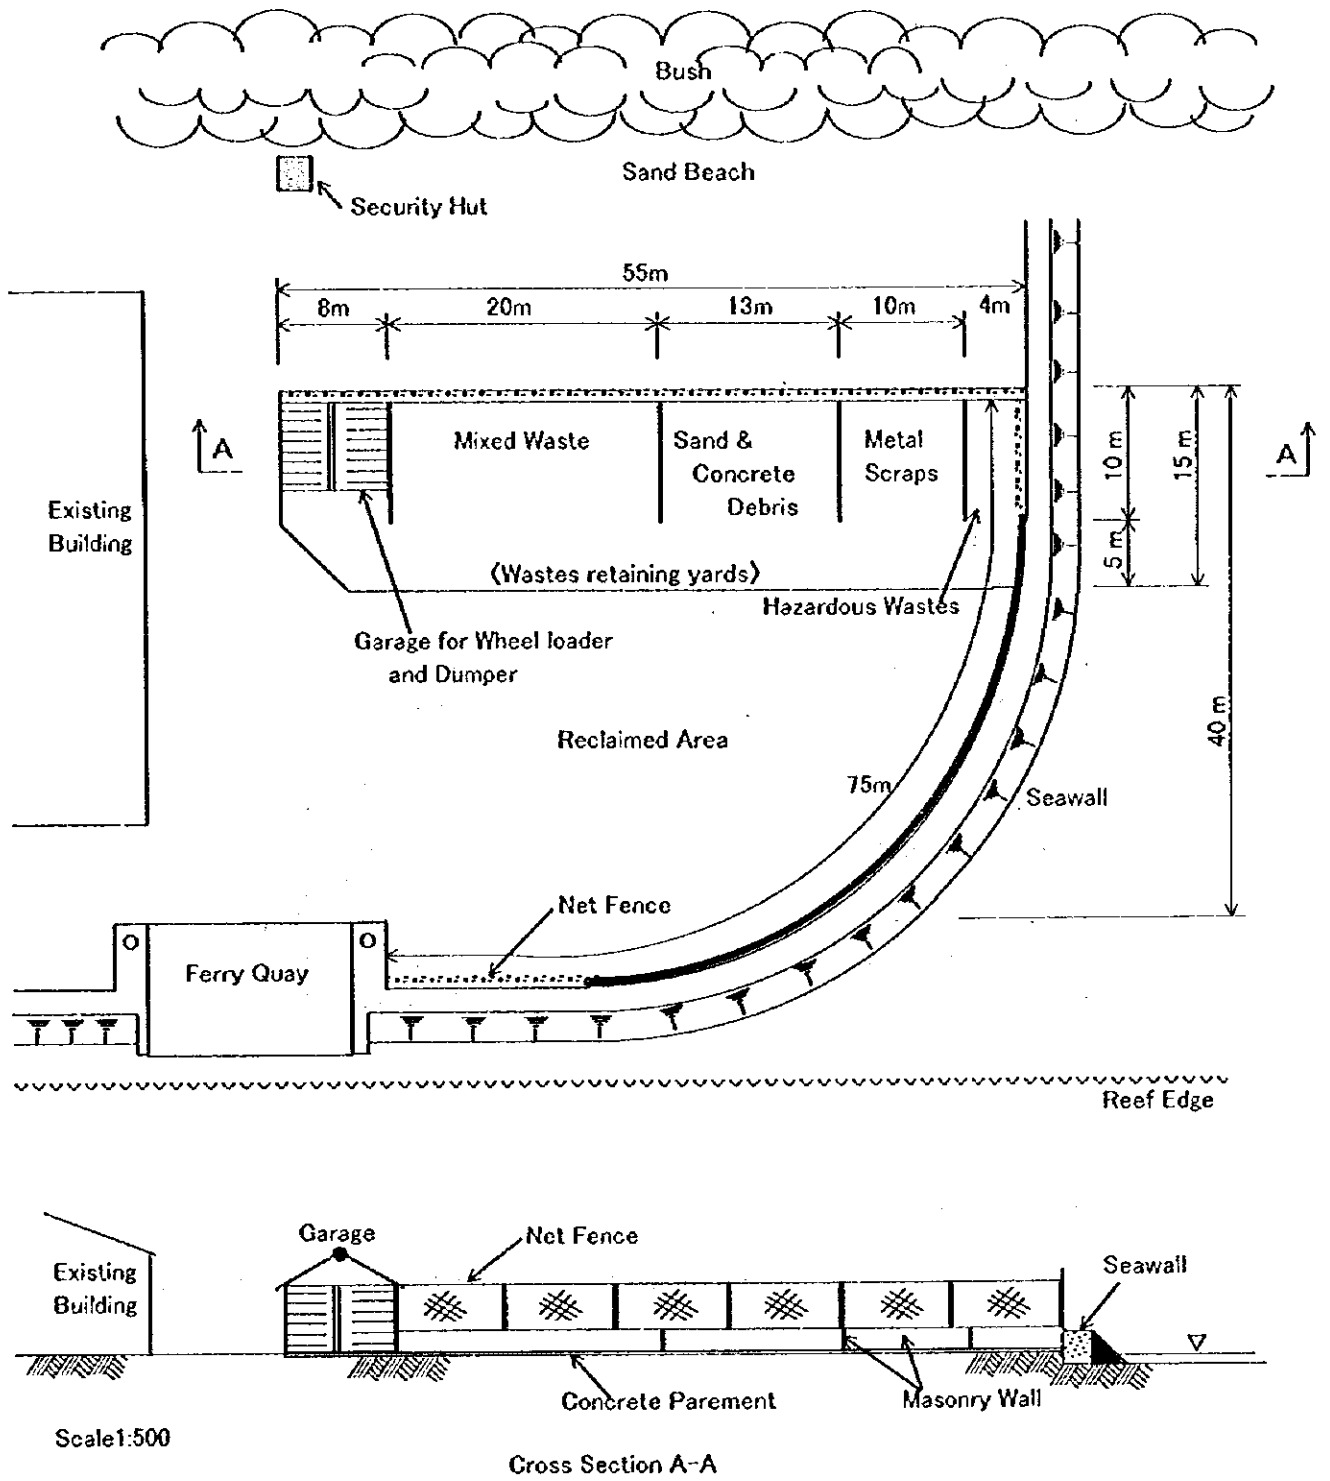 Bush
Sand Beach
Security Hut
55m
8m
20m
13m
10m
4m
A
Mixed Waste
Sand &
Concrete
Debris
Metal
Scraps
10 m
15 m
A
Existing
Building
5 m
〈Wastes retaining yards〉
Hazardous Wastes
Garage for Wheel loader
and Dumper
40 m
Reclaimed Area
75m
Seawall
Net Fence
Ferry Quay
Reef Edge
Garage
Net Fence
Existing
Building
Seawall
Concrete Parement
Masonry Wall
Scale1:500
Cross Section A-A